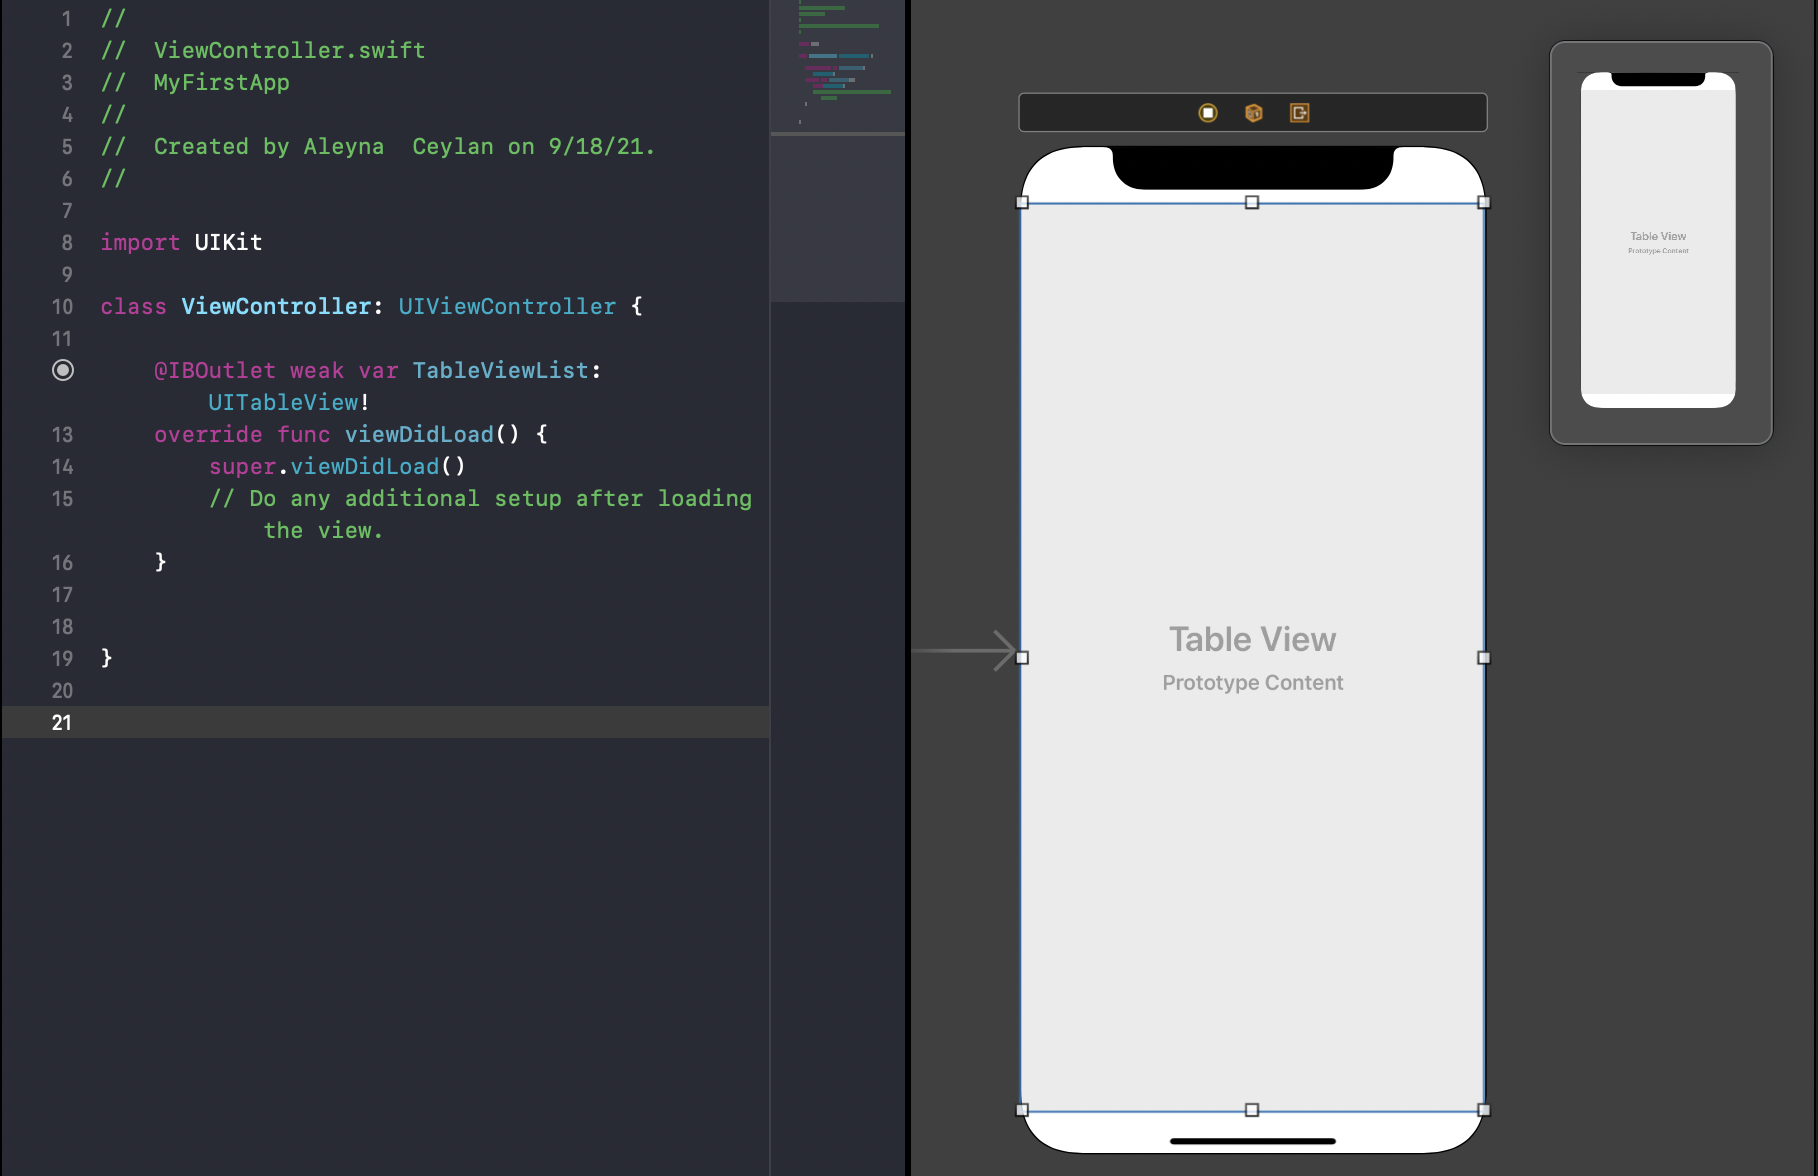 1 //
2 //  ViewController.swift
3 //  MyFirstApp
4 //
5 //  Created by Aleyna  Ceylan on 9/18/21.
6 //
7
8 import UIKit
9
10 class ViewController: UIViewController {
11
@IBOutlet weak var TableViewList:
UITableView!
13 override func viewDidLoad() {
14 super.viewDidLoad()
15 // Do any additional setup after loading
the view.
16 }
17
18
19 }
20
21
Table View
Prototype Content
Table View
Prototype Content